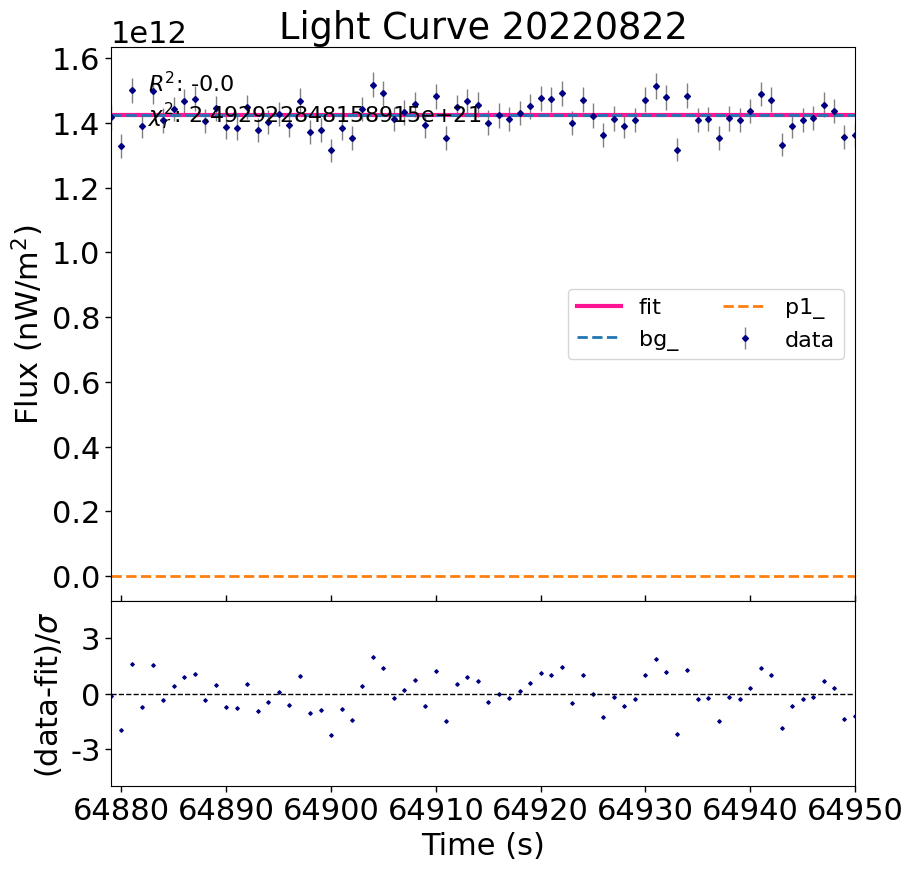 Light Curve 20220822
1e12
1.6
1.4
1.2
1.0
0.8
0.6
0.4
0.2
0.0
Flux (nW/m²)
R²: -0.0
χ²: 2.492922848158915e+21
fit
bg_
p1_
data
3
0
-3
(data-fit)/σ
64880 64890 64900 64910 64920 64930 64940 64950
Time (s)